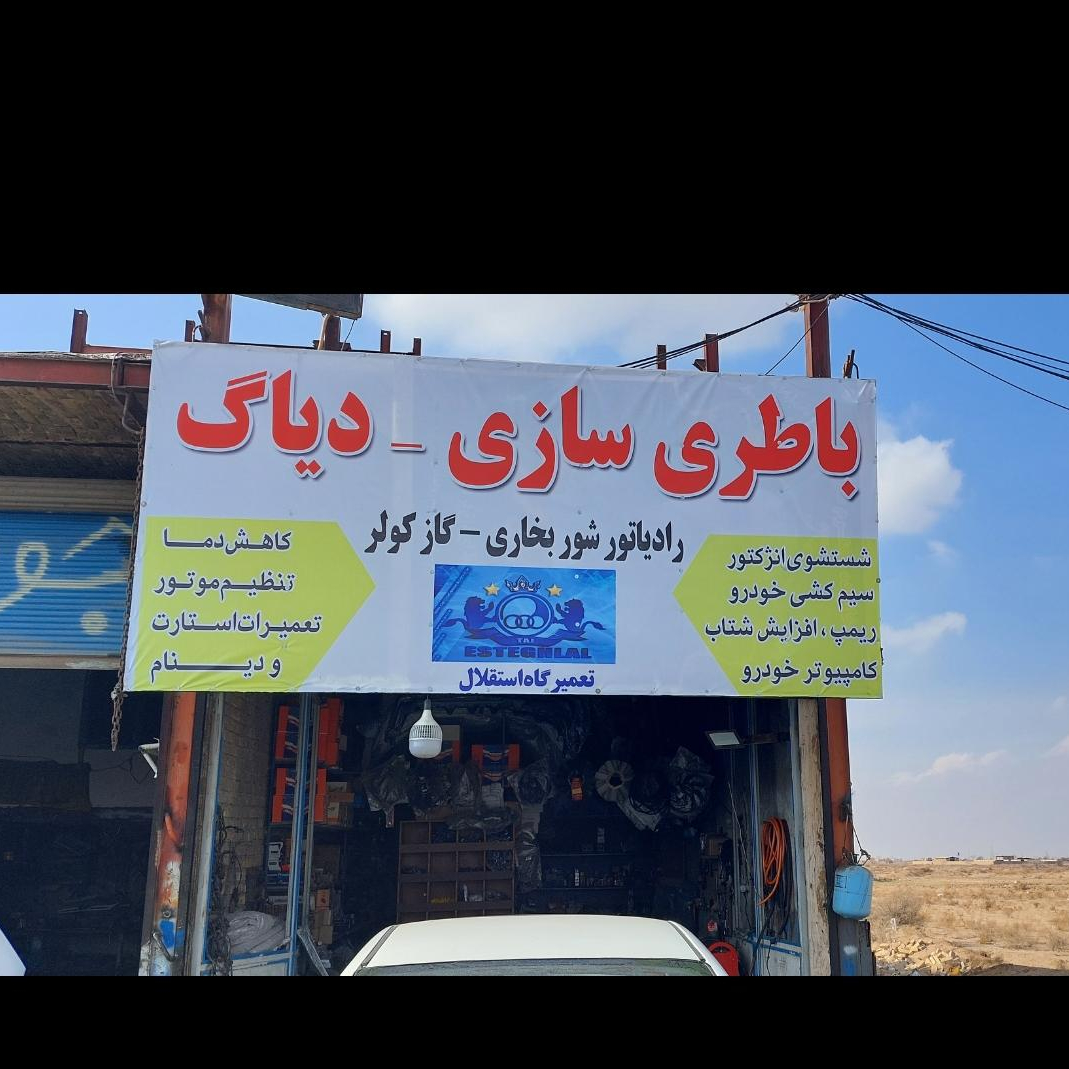 باطری سازی _ دیاگ
رادیاتور شور بخاری - گاز کولر
شستشوی انژکتور
سیم کشی خودرو
ریمپ ، افزایش شتاب
کامپیوتر خودرو
کاهش دما
تنظیم موتور
تعمیرات استارت
و دینام
TAJ
ESTEGHLAL
تعمیرگاه استقلال